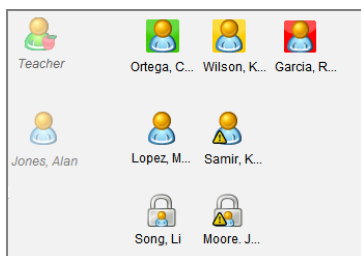 Teacher
Ortega, C... Wilson, K... Garcia, R...
Jones, Alan
Lopez, M... Samir, K...
Song, Li Moore. J...